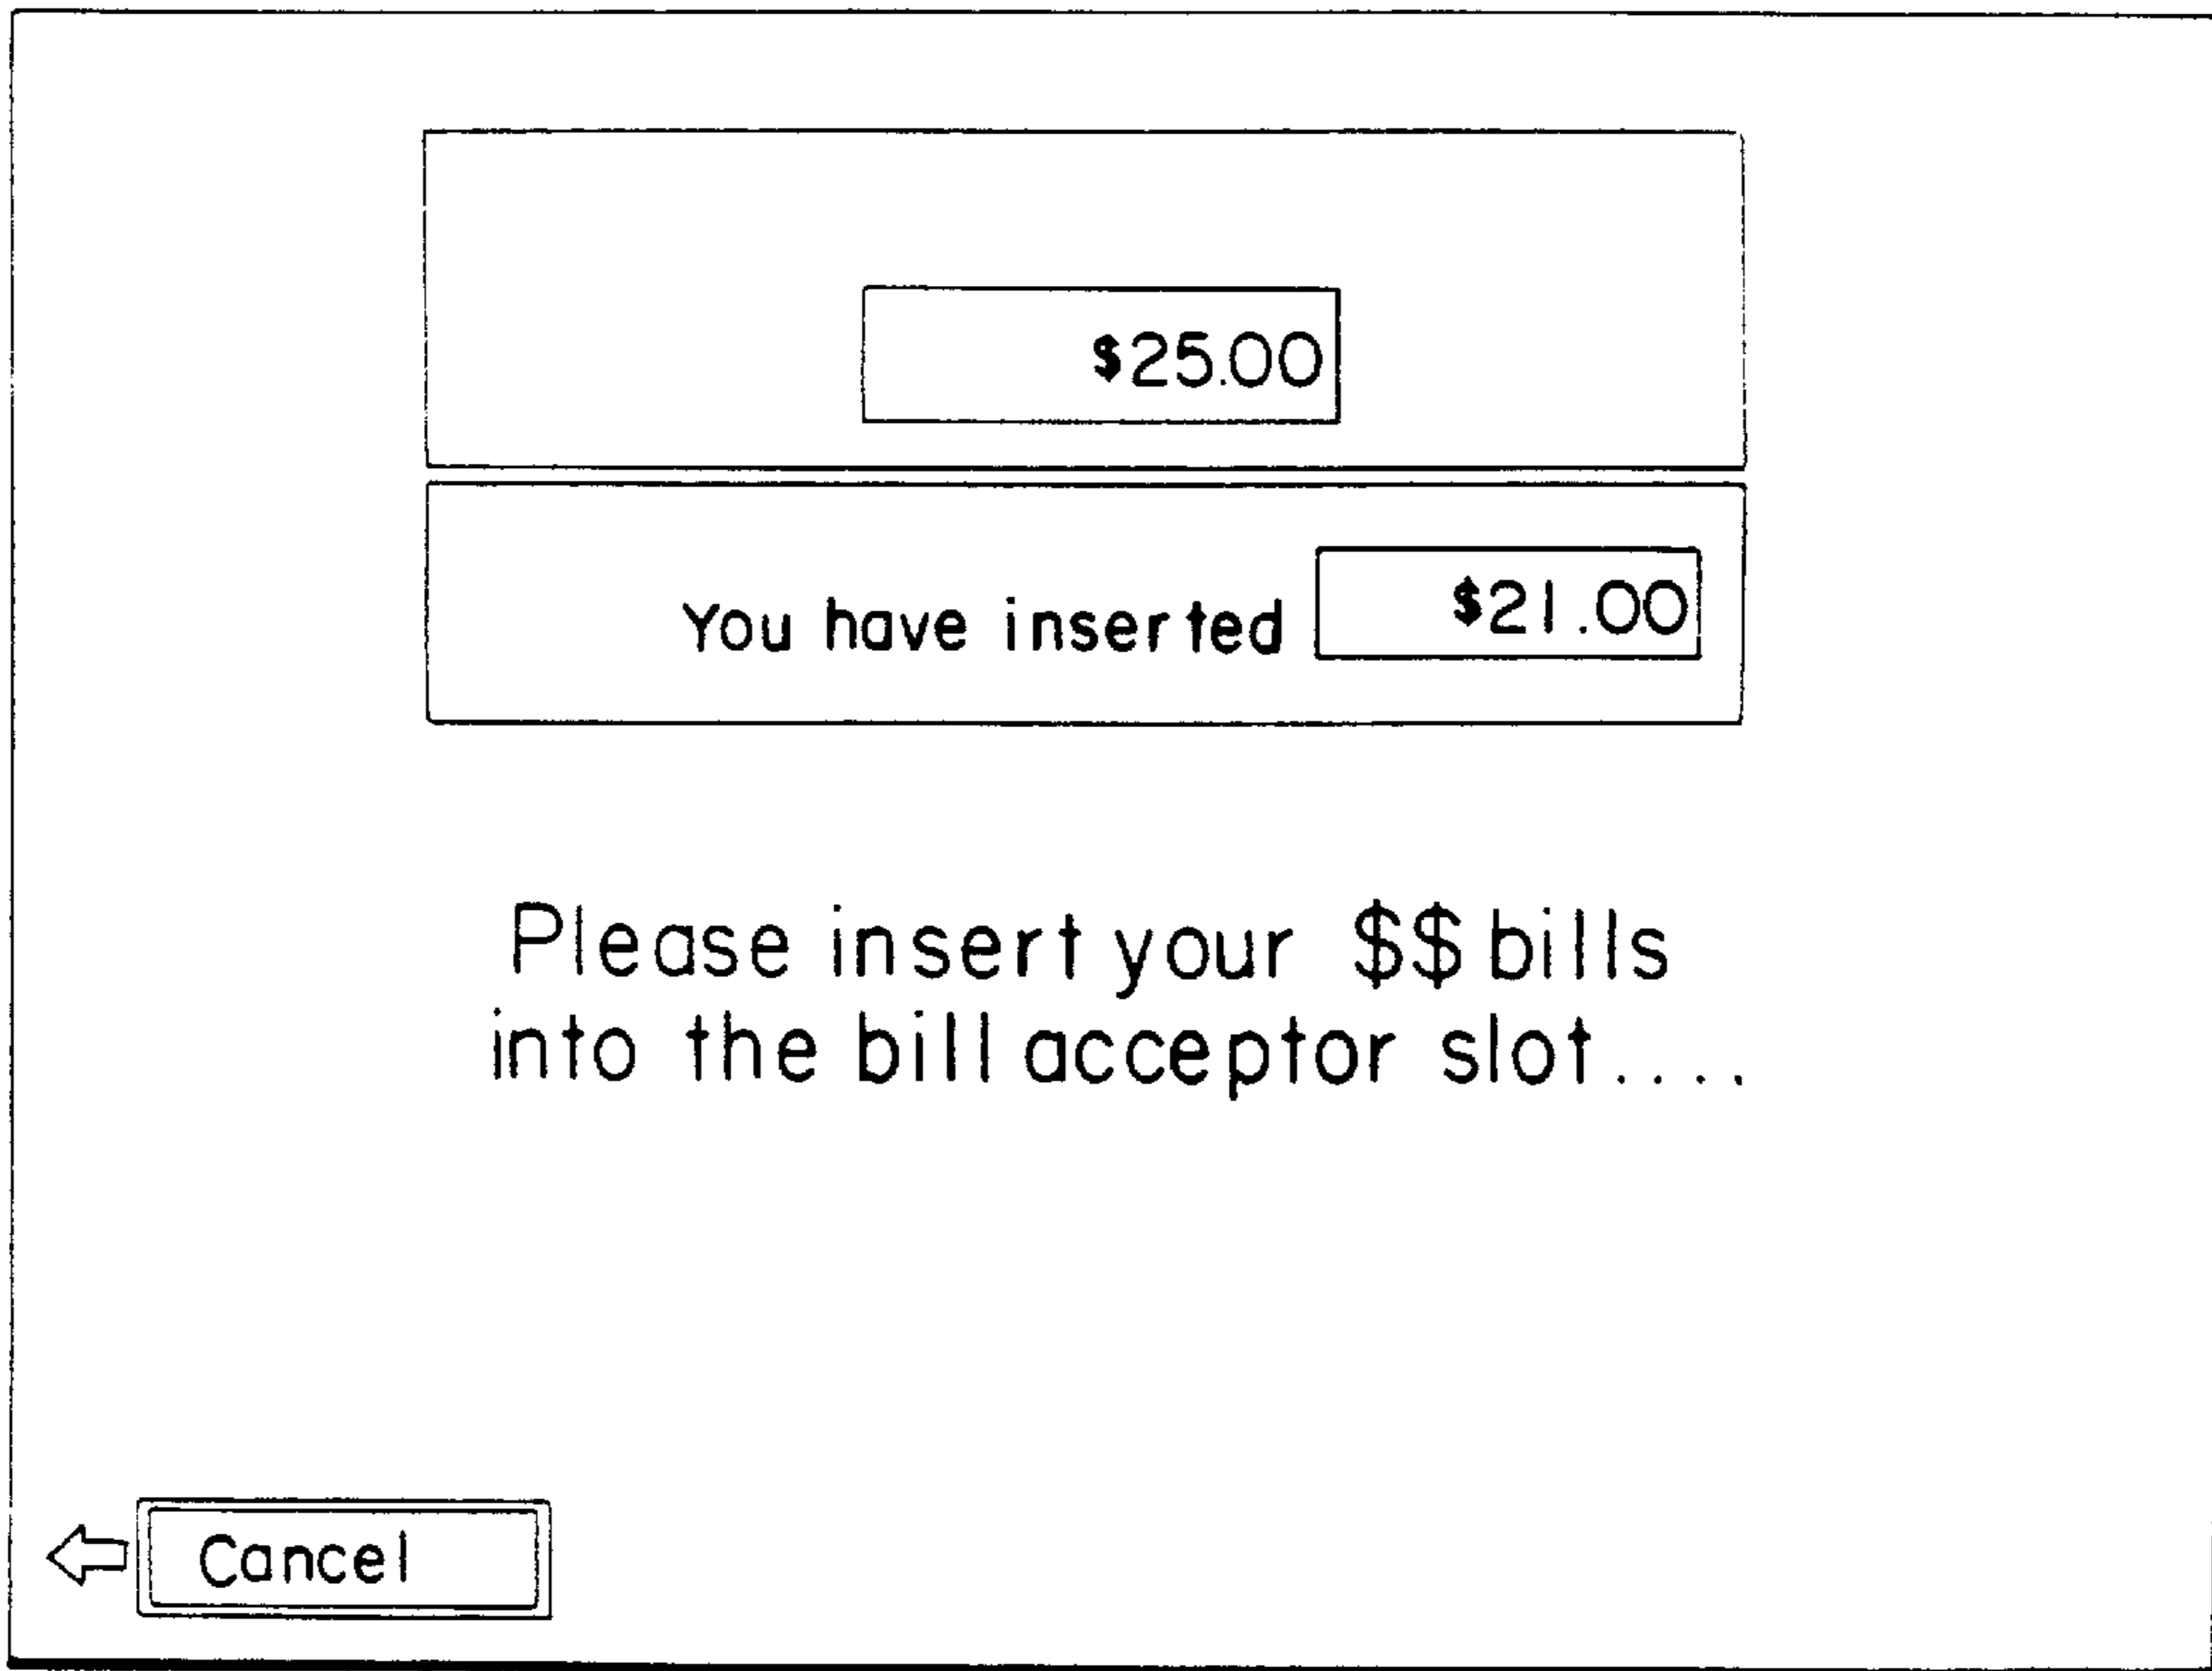 $25.00
You have inserted $21.00
Please insert your $$ bills
into the bill acceptor slot....
Cancel